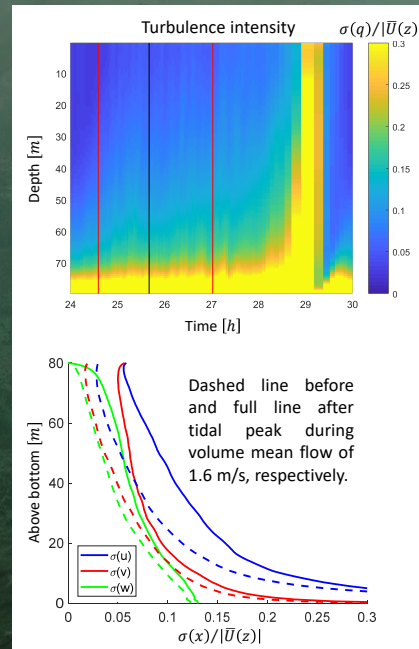 Turbulence intensity
σ(q)/|U̅(z)
0.3
0.25
0.2
0.15
0.1
0.05
0
Depth [m]
10
20
30
40
50
60
70
24 25 26 27 28 29 30
Time [h]
Above bottom [m]
80
60
40
20
0
Dashed line before
and full line after
tidal peak during
volume mean flow of
1.6 m/s, respectively.
σ(u)
σ(v)
σ(w)
0 0.05 0.1 0.15 0.2 0.25 0.3
σ(x)/|U̅(z)|